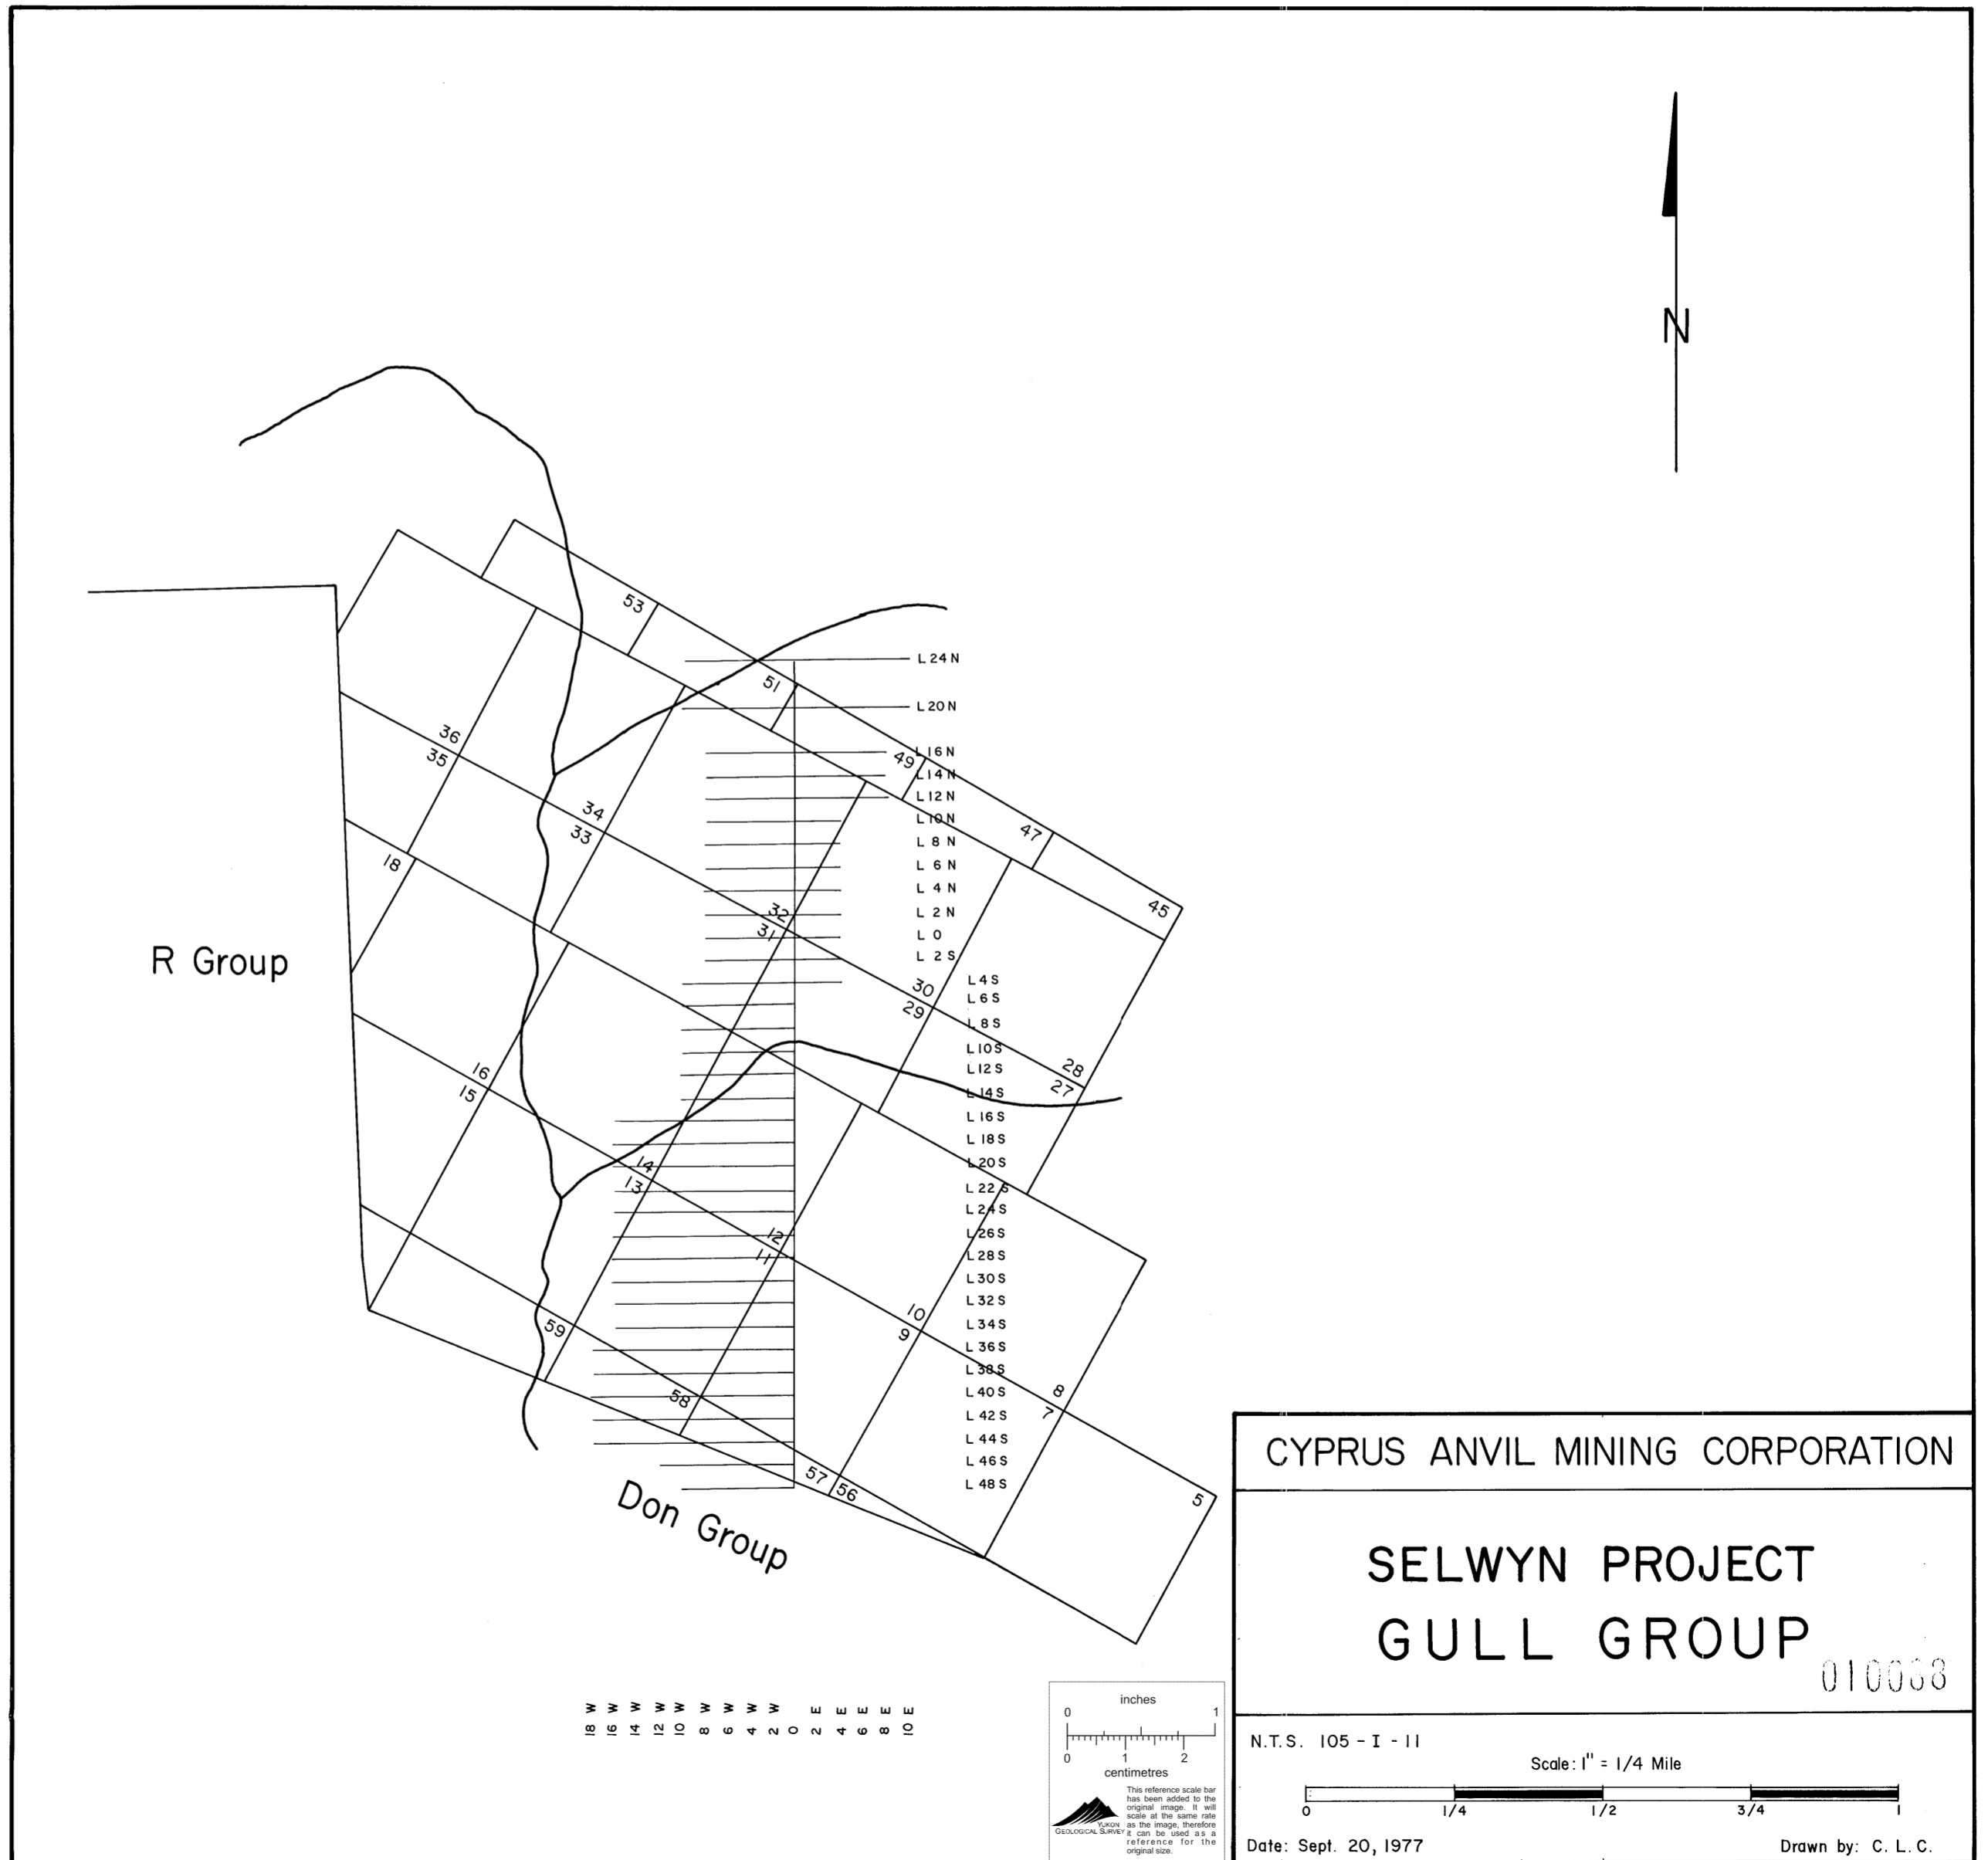 N
53
L 24 N
51
L 20 N
49
L 16 N
L 14 N
36
35
L 12 N
34
33
L 10 N
47
L 8 N
18
L 6 N
L 4 N
32
31
L 2 N
45
L 0
R Group
L 2 S
L 4 S
30
29
L 6 S
L 8 S
L 10 S
28
27
16
15
L 12 S
L 14 S
L 16 S
L 18 S
14
13
L 20 S
L 22 S
L 24 S
12
11
L 26 S
L 28 S
L 30 S
L 32 S
10
9
59
L 34 S
L 36 S
L 38 S
58
8
7
L 40 S
L 42 S
L 44 S
L 46 S
57
56
L 48 S
5
Don Group
18 W
16 W
14 W
12 W
10 W
8 W
6 W
4 W
2 W
0
2 E
4 E
6 E
8 E
10 E
inches
0 1
0 1 2
centimetres
This reference scale bar
has been added to the
original image. It will
scale at the same rate
as the image, therefore
it can be used as a
reference for the
original size.
YUKON
GEOLOGICAL SURVEY
CYPRUS ANVIL MINING CORPORATION
SELWYN PROJECT
GULL GROUP
N.T.S. 105 - I - 11
Scale: 1" = 1/4 Mile
0 1/4 1/2 3/4 1
Date: Sept. 20, 1977
Drawn by: C. L. C.